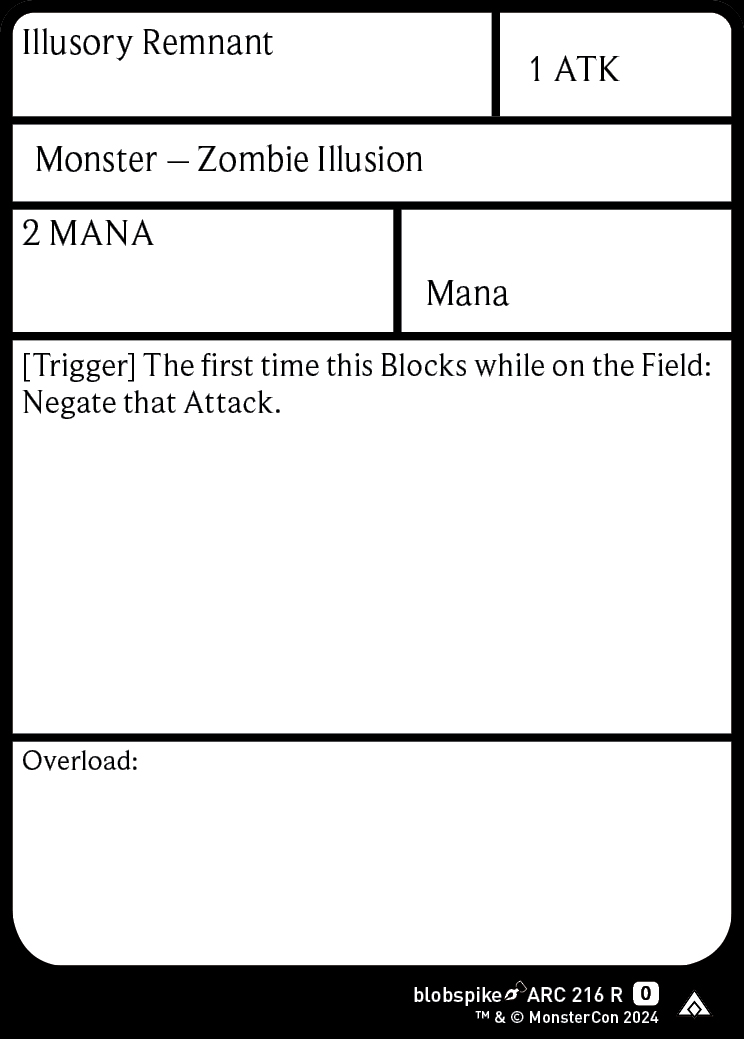 Illusory Remnant
1 ATK
Monster – Zombie Illusion
2 MANA
Mana
[Trigger] The first time this Blocks while on the Field:
Negate that Attack.
Overload:
blobspike ARC 216 R 0
™ & © MonsterCon 2024